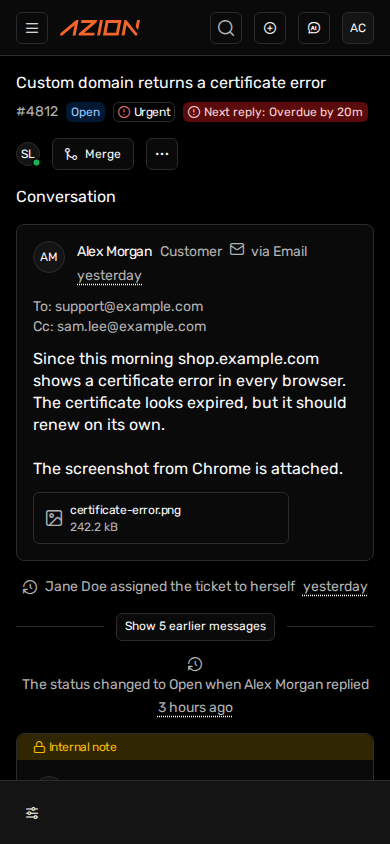 AZION
AI
AC
Custom domain returns a certificate error
#4812 Open Urgent Next reply: Overdue by 20m
SL Merge
Conversation
AM Alex Morgan Customer via Email
yesterday
To: support@example.com
Cc: sam.lee@example.com
Since this morning shop.example.com
shows a certificate error in every browser.
The certificate looks expired, but it should
renew on its own.
The screenshot from Chrome is attached.
certificate-error.png
242.2 kB
Jane Doe assigned the ticket to herself yesterday
Show 5 earlier messages
The status changed to Open when Alex Morgan replied
3 hours ago
Internal note